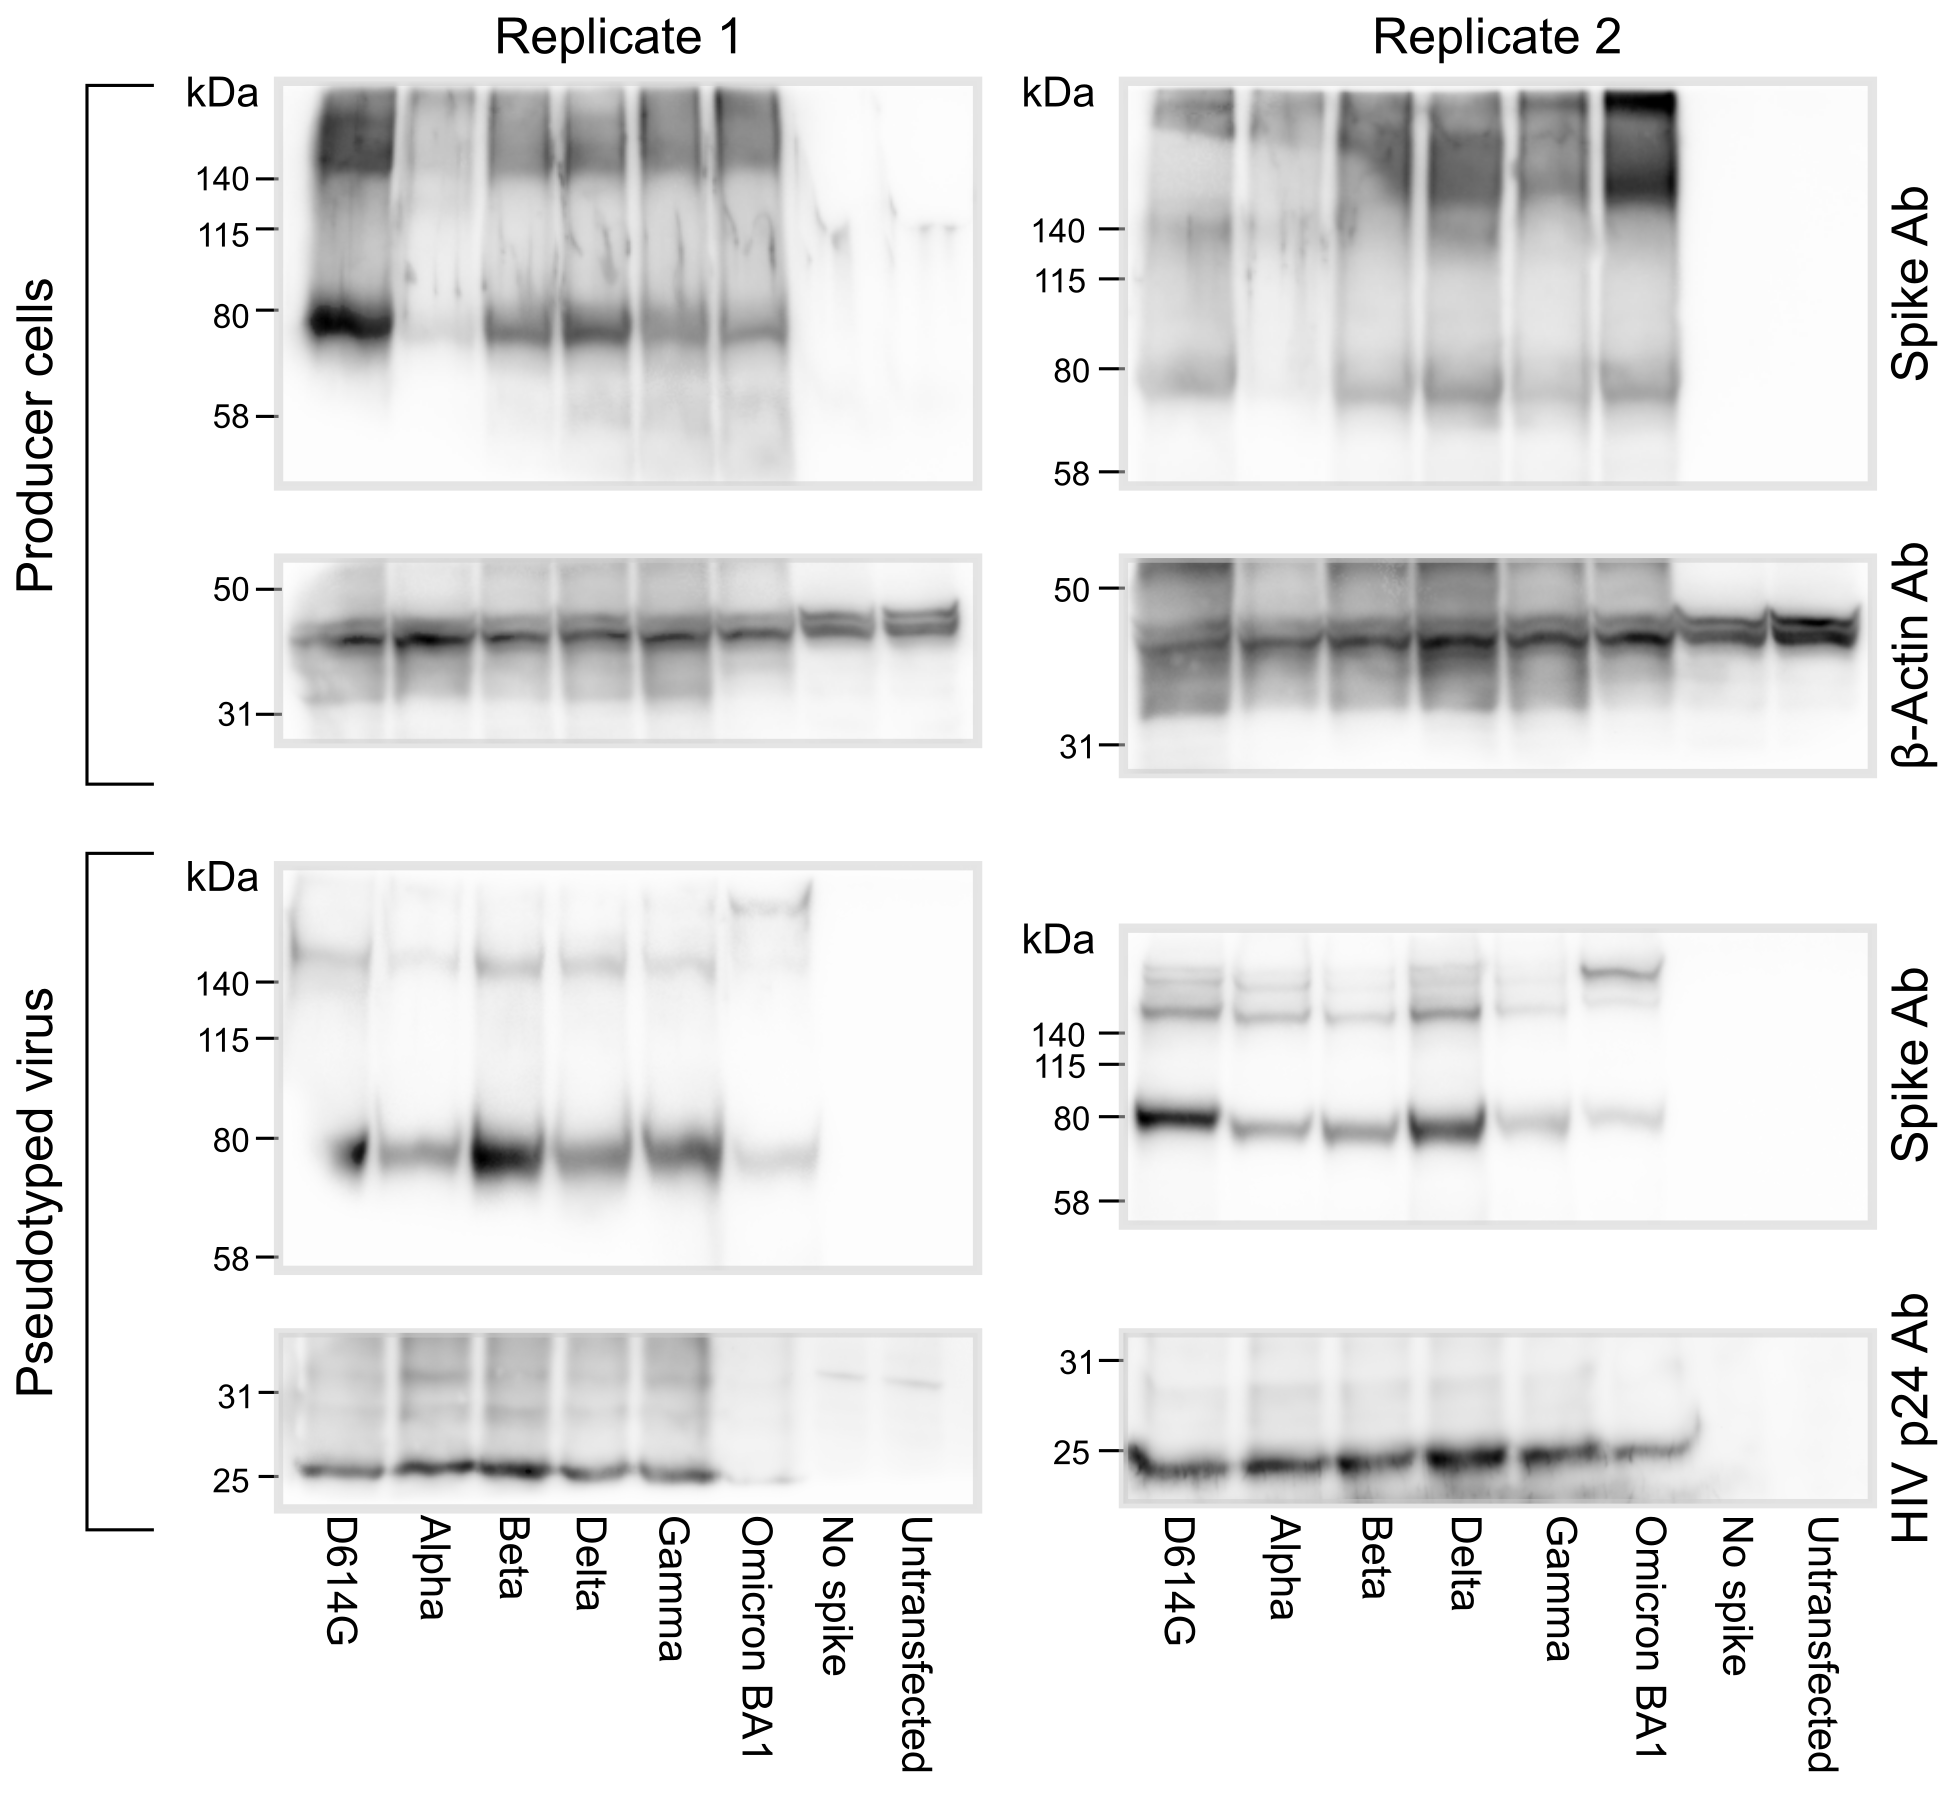 Replicate 1
Replicate 2
Producer cells
kDa
140
115
80
58
kDa
140
115
80
58
Spike Ab
50
31
50
31
β-Actin Ab
Pseudotyped virus
kDa
140
115
80
58
kDa
140
115
80
58
Spike Ab
31
25
31
25
HIV p24 Ab
D614G
Alpha
Beta
Delta
Gamma
Omicron BA1
No spike
Untransfected
D614G
Alpha
Beta
Delta
Gamma
Omicron BA1
No spike
Untransfected